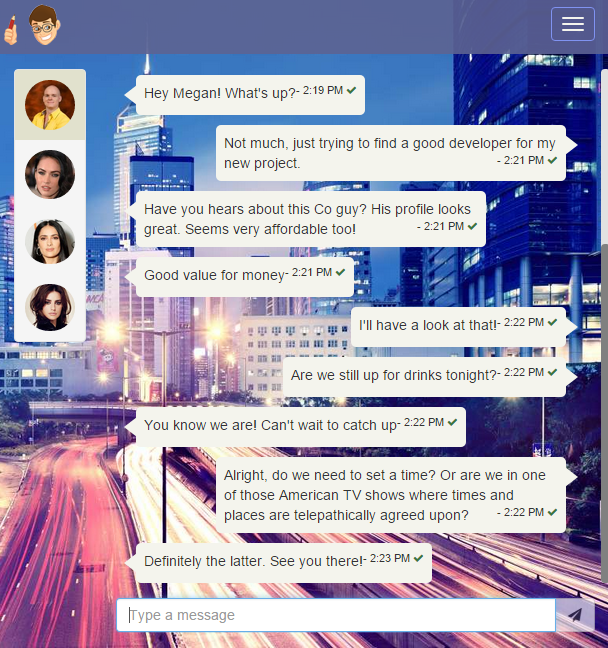 Hey Megan! What's up?- 2:19 PM ✔
Not much, just trying to find a good developer for my
new project. - 2:21 PM ✔
Have you hears about this Co guy? His profile looks
great. Seems very affordable too! - 2:21 PM ✔
Good value for money- 2:21 PM ✔
I'll have a look at that!- 2:22 PM ✔
Are we still up for drinks tonight?- 2:22 PM ✔
You know we are! Can't wait to catch up- 2:22 PM ✔
Alright, do we need to set a time? Or are we in one
of those American TV shows where times and
places are telepathically agreed upon? - 2:22 PM ✔
Definitely the latter. See you there!- 2:23 PM ✔
Type a message